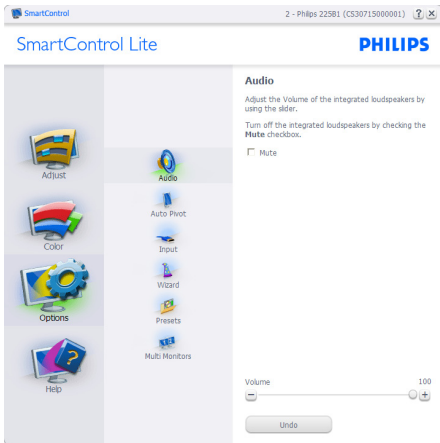 SmartControl
2 - Philips 225B1 (CS30715000001)
SmartControl Lite
PHILIPS
Adjust
Color
Options
Help
Audio
Auto Pivot
Input
Wizard
Presets
Multi Monitors
Audio
Adjust the Volume of the integrated loudspeakers by
using the slider.
Turn off the integrated loudspeakers by checking the
Mute checkbox.
Mute
Volume 100
Undo